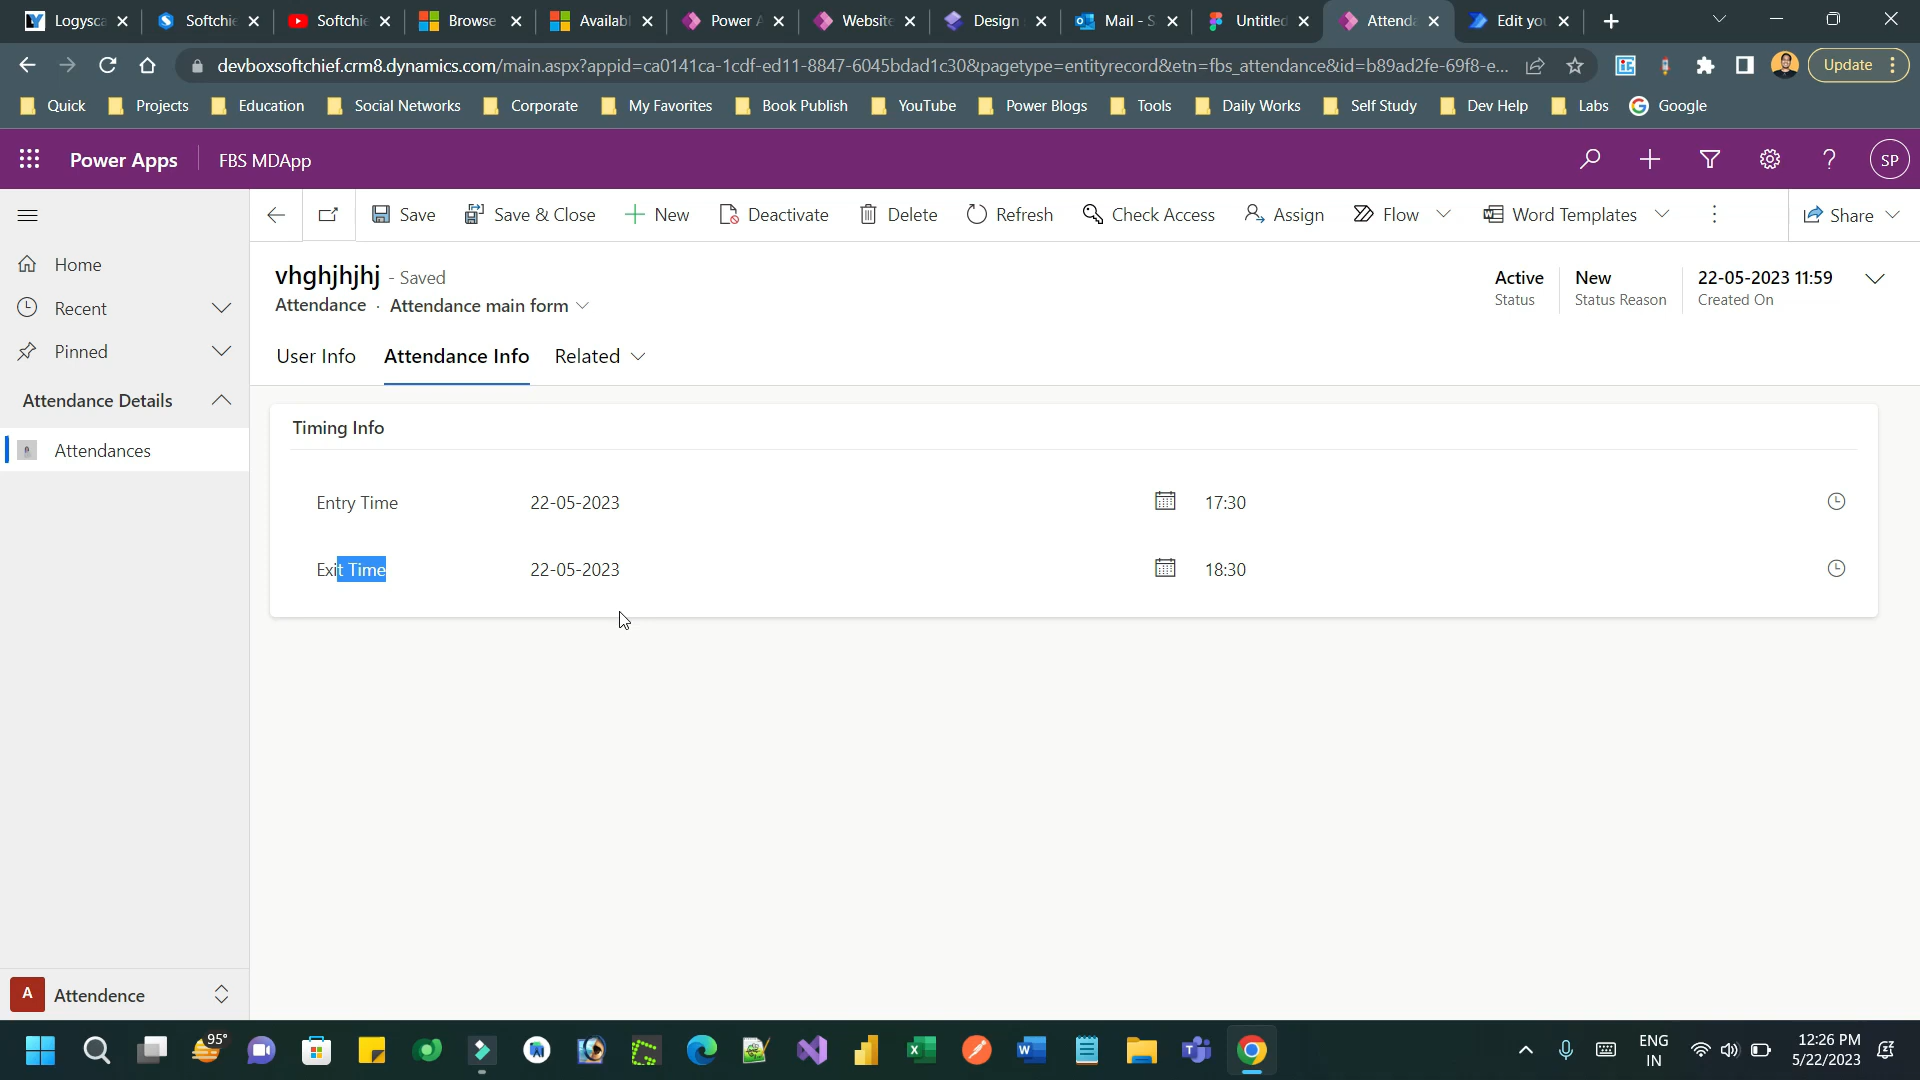 Logysca
Softchie
Softchie
Browse
Availabl
Power A
Website
Design
Mail - S
Untitled
Attenda
Edit you
devboxsoftchief.crm8.dynamics.com/main.aspx?appid=ca0141ca-1cdf-ed11-8847-6045bdad1c30&pagetype=entityrecord&etn=fbs_attendance&id=b89ad2fe-69f8-e...
Update
Quick
Projects
Education
Social Networks
Corporate
My Favorites
Book Publish
YouTube
Power Blogs
Tools
Daily Works
Self Study
Dev Help
Labs
Google
Power Apps
FBS MDApp
SP
Save
Save & Close
New
Deactivate
Delete
Refresh
Check Access
Assign
Flow
Word Templates
Share
Home
Recent
Pinned
Attendance Details
Attendances
vhghjhjhj - Saved
Attendance · Attendance main form
Active
Status
New
Status Reason
22-05-2023 11:59
Created On
User Info
Attendance Info
Related
Timing Info
Entry Time 22-05-2023 17:30
Exit Time 22-05-2023 18:30
A Attendence
95°
ENG
IN
12:26 PM
5/22/2023